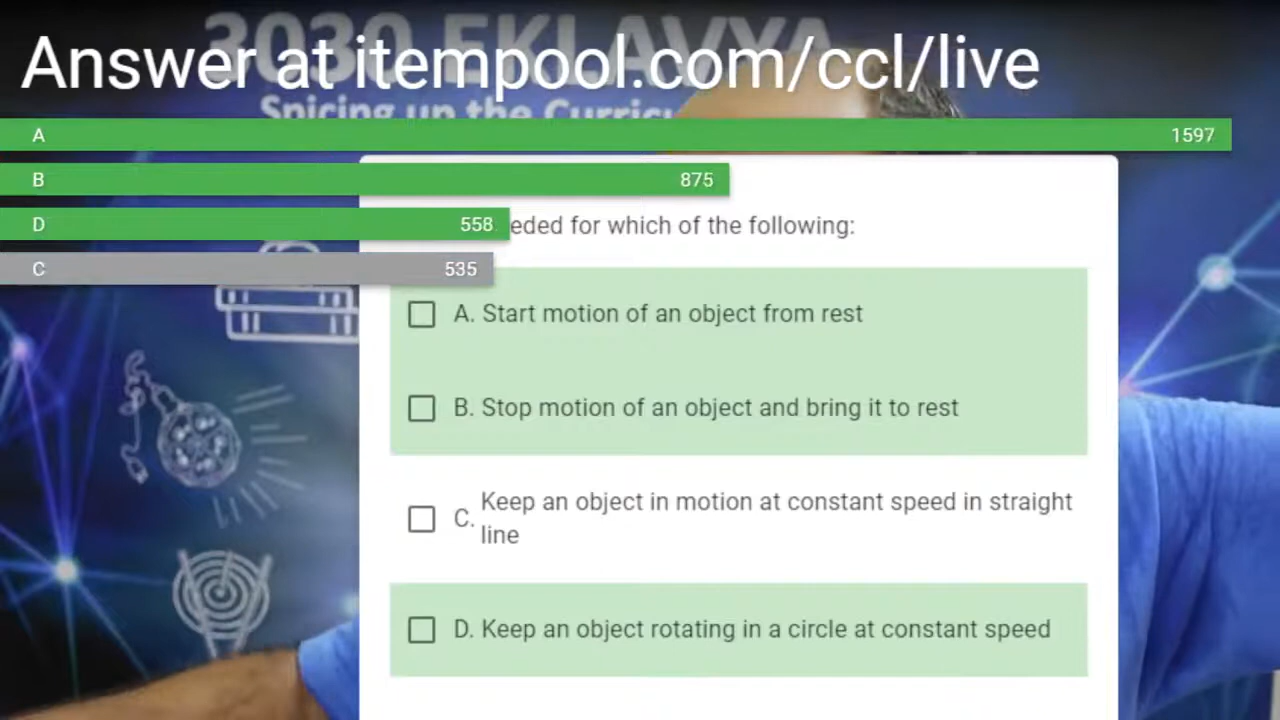 3030 EKLAVYA
Answer at itempool.com/ccl/live
Spicing up the
A 1597
B 875
D 558
eded for which of the following:
C 535
A. Start motion of an object from rest
B. Stop motion of an object and bring it to rest
C. Keep an object in motion at constant speed in straight
line
D. Keep an object rotating in a circle at constant speed